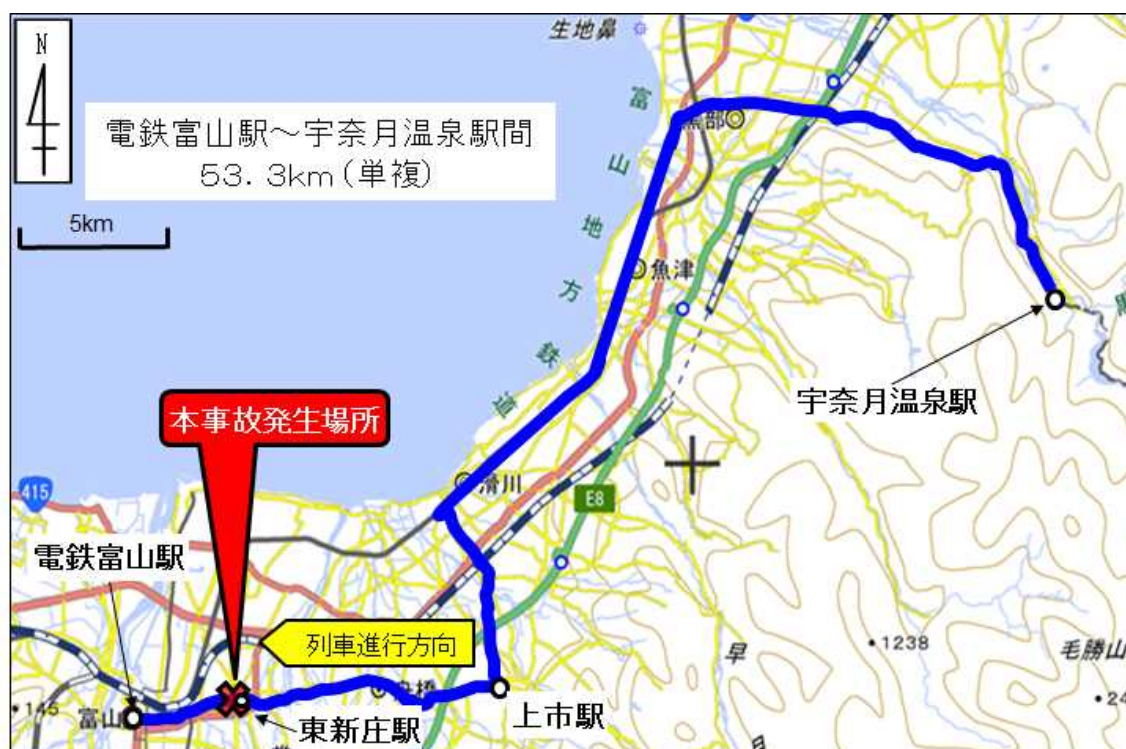 N
生地鼻
電鉄富山駅～宇奈月温泉駅間
53．3km（単複）
5km
富山地方鉄道
黒部
魚津
宇奈月温泉駅
本事故発生場所
415
滑川
E8
電鉄富山駅
列車進行方向
1238
毛勝山
早
富山
東新庄駅
上市駅
月